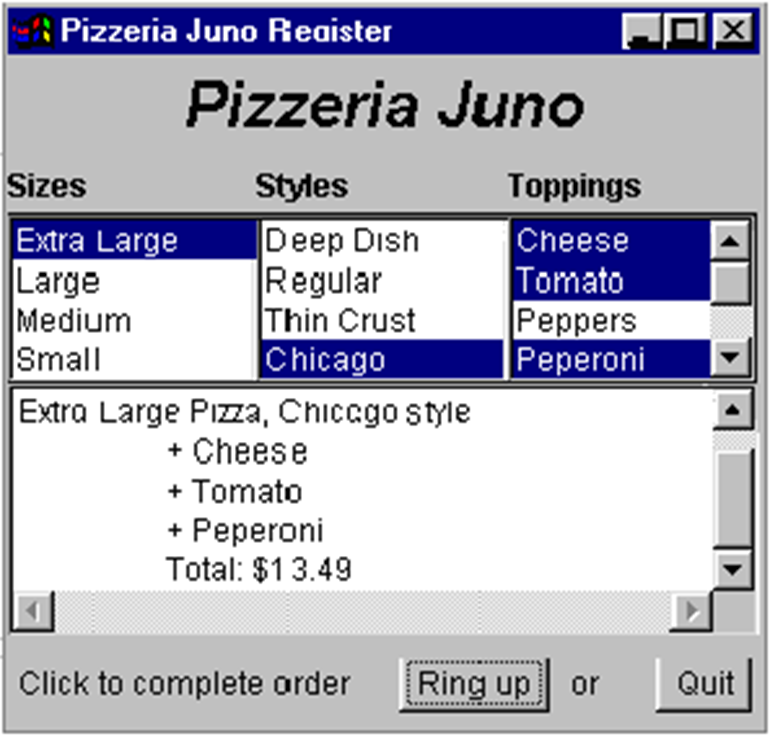 Pizzeria Juno Register
Pizzeria Juno
Sizes Styles Toppings
Extra Large Deep Dish Cheese
Large Regular Tomato
Medium Thin Crust Peppers
Small Chicago Peperoni
Extra Large Pizza, Chicago style
+ Cheese
+ Tomato
+ Peperoni
Total: $13.49
Click to complete order Ring up or Quit